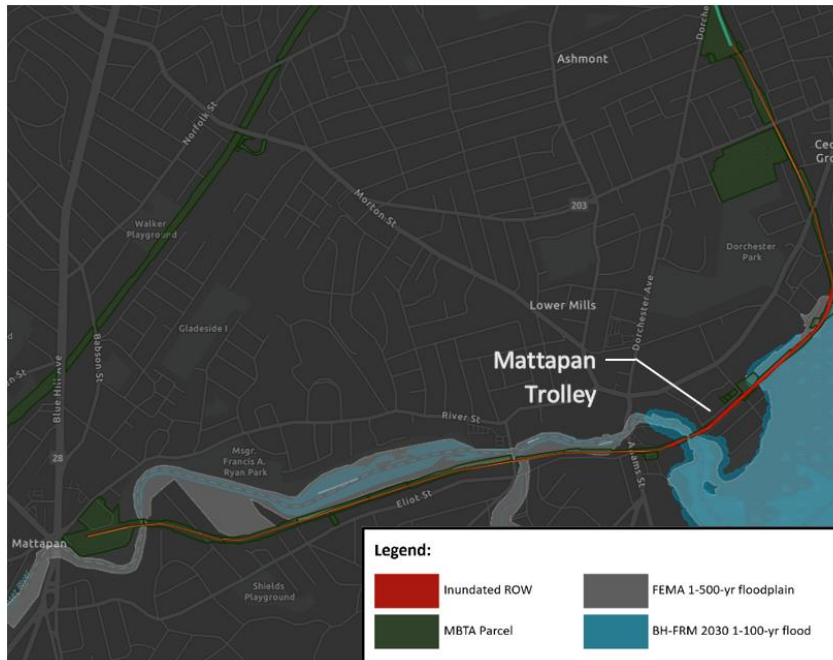 Ashmont
Norfolk St
Morton St
203
Walker
Playground
Dorchester
Park
Lower Mills
Dorchester Ave
Gladeside I
Babson St
Blue Hill Ave
Mattapan
Trolley
River St
28
Msgr.
Francis A.
Ryan Park
Adams St
Eliot St
Mattapan
Shields
Playground
Legend:
Inundated ROW
FEMA 1-500-yr floodplain
MBTA Parcel
BH-FRM 2030 1-100-yr flood